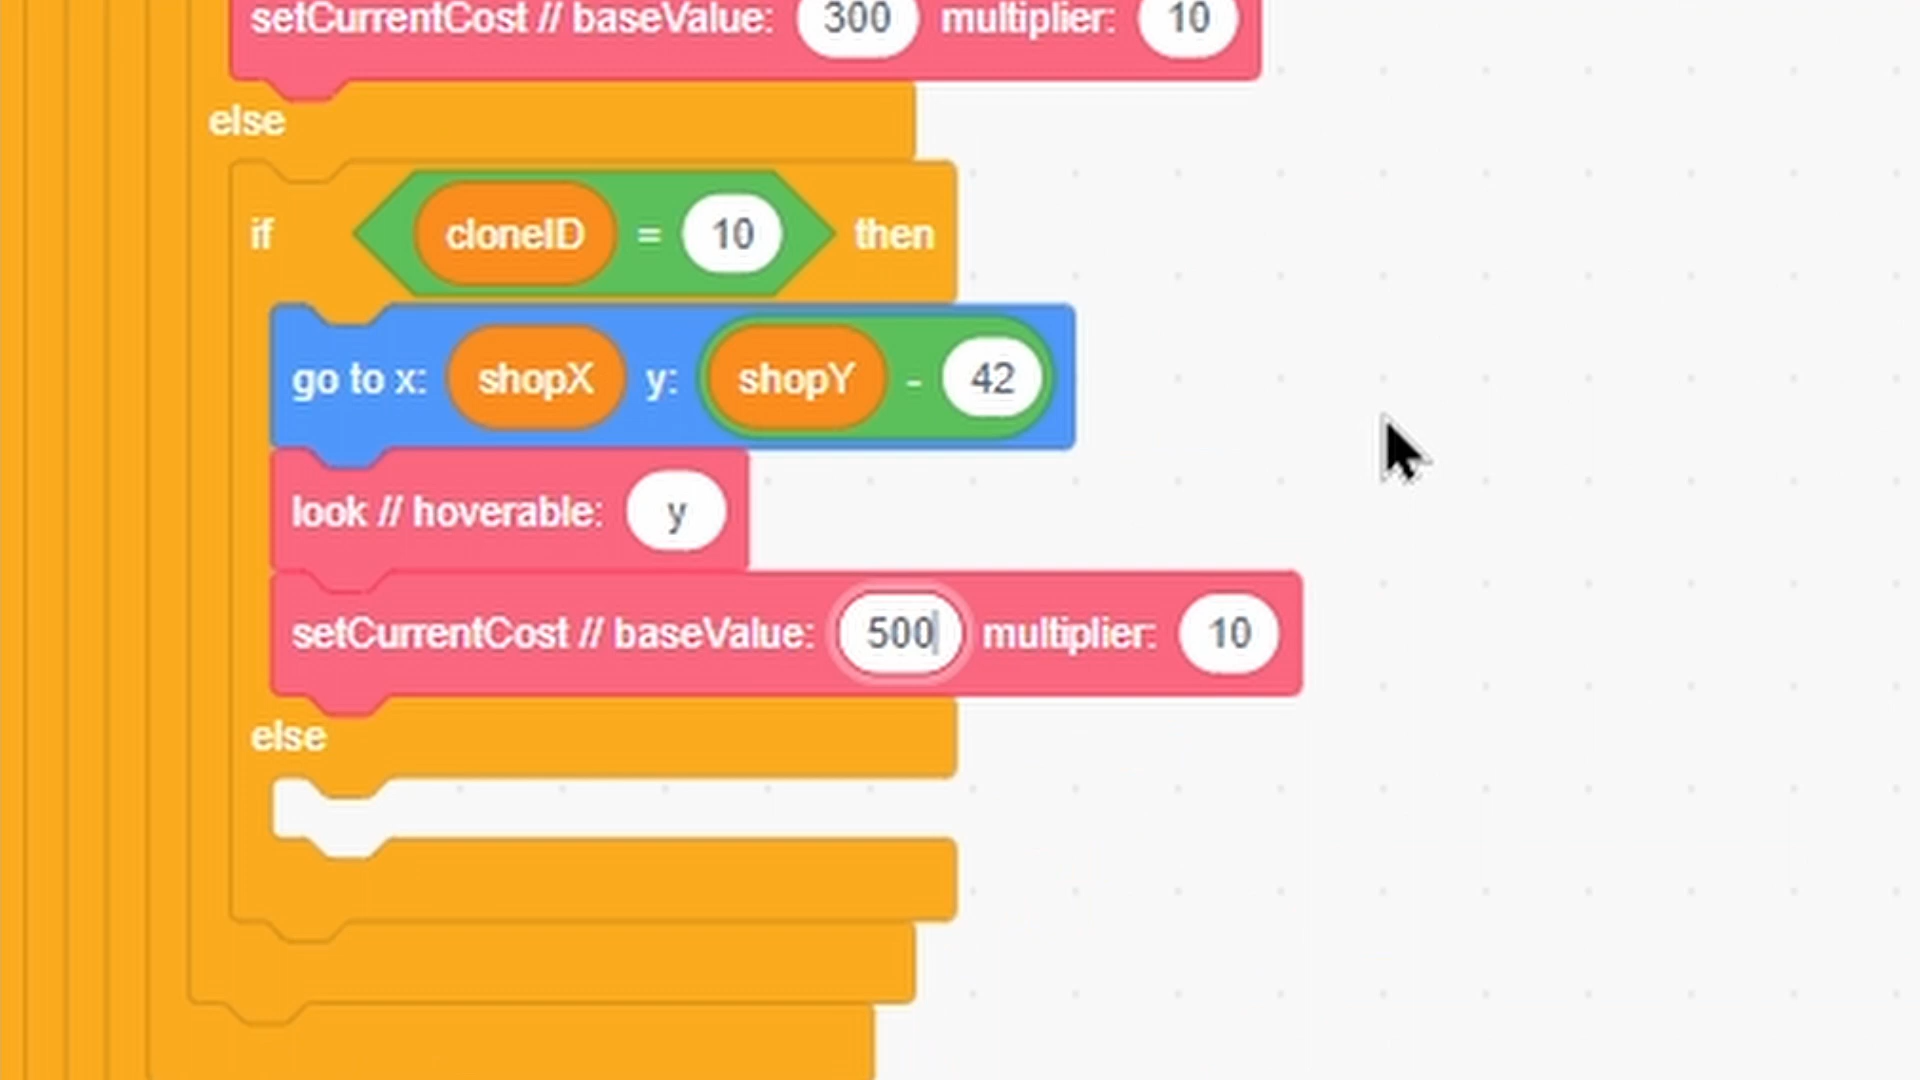 setCurrentCost // baseValue: 300 multiplier: 10
else
if cloneID = 10 then
go to x: shopX y: shopY - 42
look // hoverable: y
setCurrentCost // baseValue: 500 multiplier: 10
else